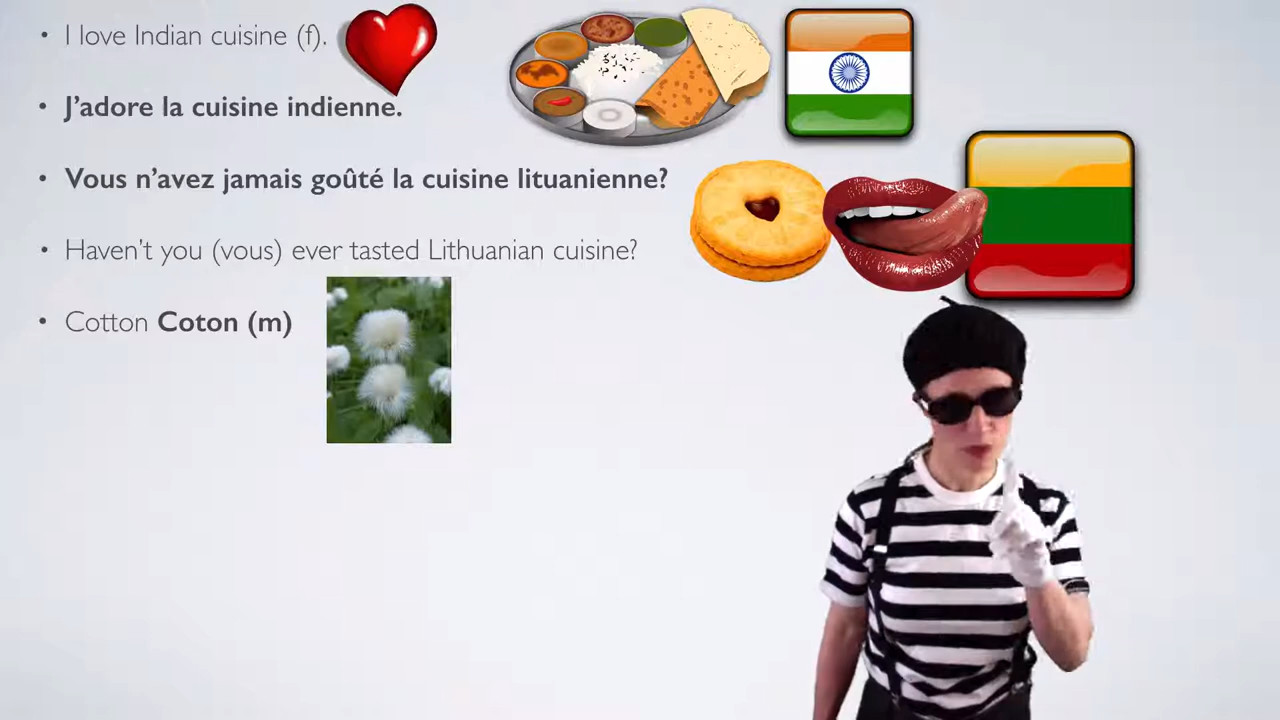 • I love Indian cuisine (f).
• J’adore la cuisine indienne.
• Vous n’avez jamais goûté la cuisine lituanienne?
• Haven’t you (vous) ever tasted Lithuanian cuisine?
• Cotton Coton (m)